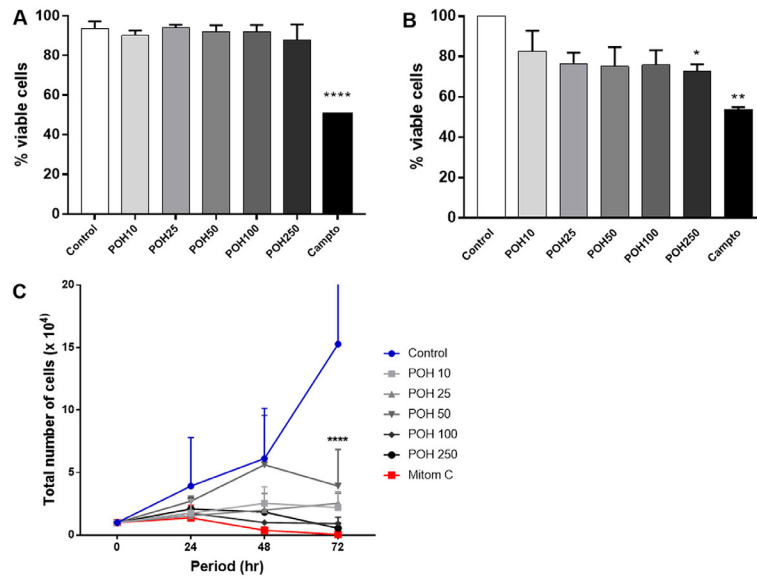 A
% viable cells
100
80
60
40
20
0
****
Control
POH10
POH25
POH50
POH100
POH250
Campto
B
% viable cells
100
80
60
40
20
0
*
**
Control
POH10
POH25
POH50
POH100
POH250
Campto
C
Total number of cells (x 10⁴)
20
15
10
5
0
****
0
24
48
72
Period (hr)
Control
POH 10
POH 25
POH 50
POH 100
POH 250
Mitom C